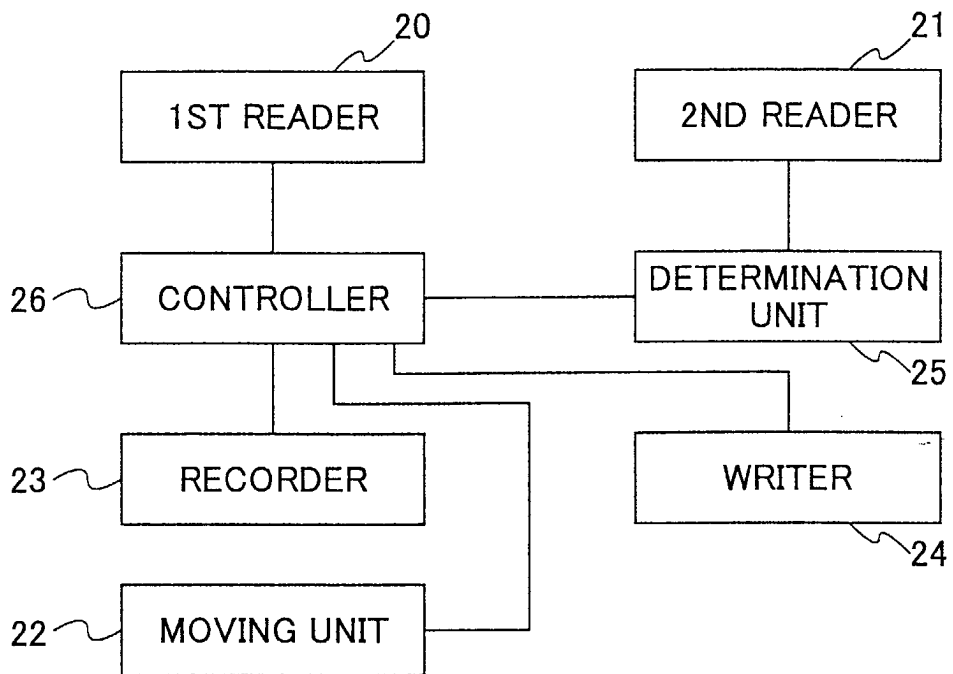 20
21
1ST READER
2ND READER
26
CONTROLLER
DETERMINATION
UNIT
25
23
RECORDER
WRITER
24
22
MOVING UNIT